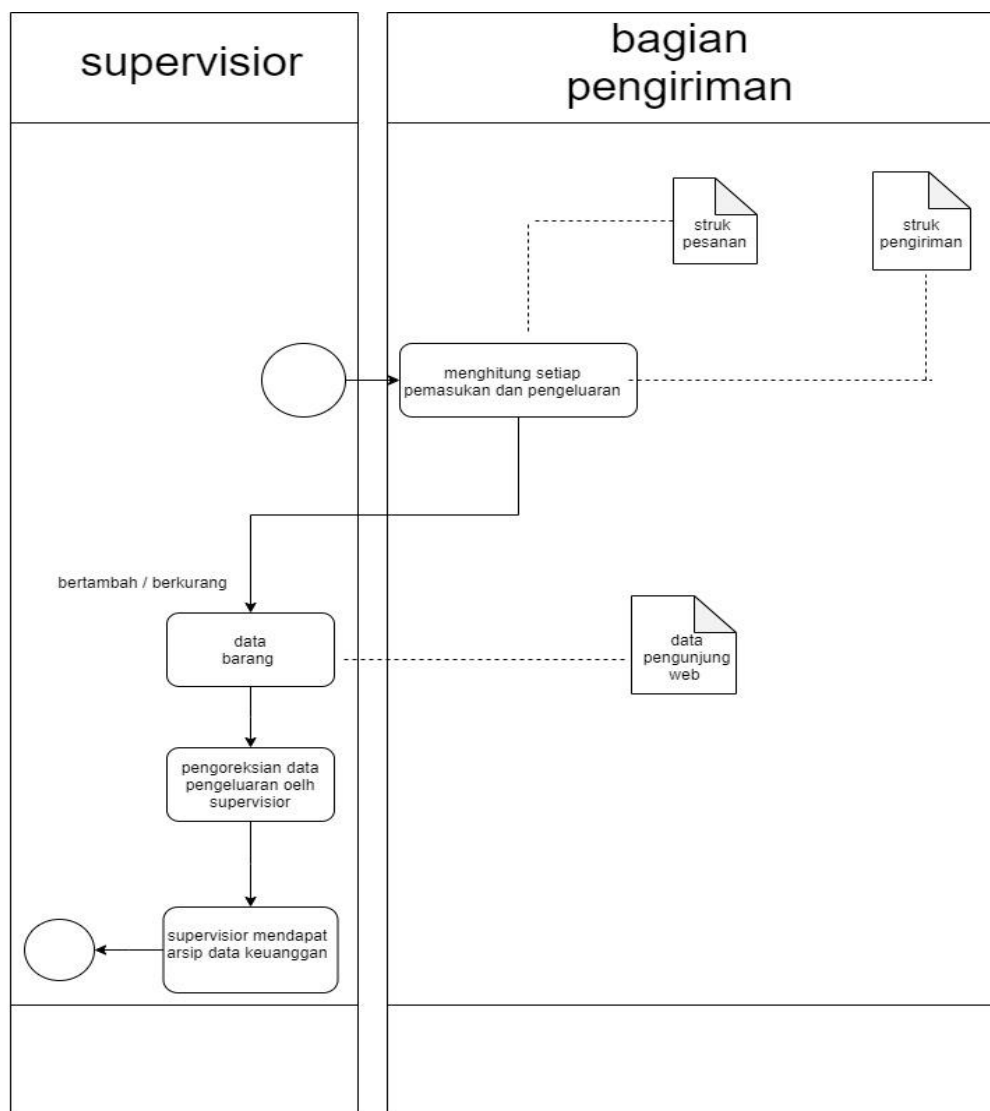 supervisior
bagian
pengiriman
struk
pesanan
struk
pengiriman
menghitung setiap
pemasukan dan pengeluaran
bertambah / berkurang
data
barang
data
pengunjung
web
pengoreksian data
pengeluaran oelh
supervisior
supervisior mendapat
arsip data keuanggan